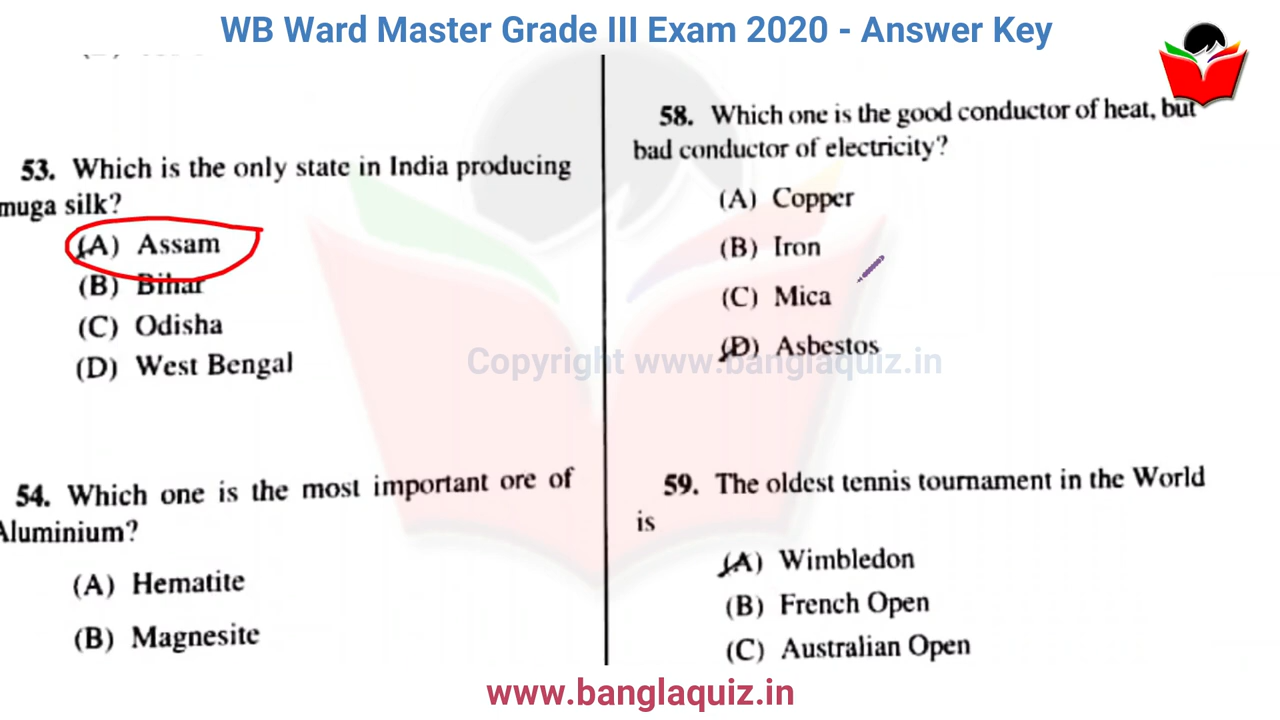 WB Ward Master Grade III Exam 2020 - Answer Key
53. Which is the only state in India producing
muga silk?
(A) Assam
(B) Bihar
(C) Odisha
(D) West Bengal
54. Which one is the most important ore of
Aluminium?
(A) Hematite
(B) Magnesite
58. Which one is the good conductor of heat, but
bad conductor of electricity?
(A) Copper
(B) Iron
(C) Mica
(D) Asbestos
Copyright www.banglaquiz.in
59. The oldest tennis tournament in the World
is
(A) Wimbledon
(B) French Open
(C) Australian Open
www.banglaquiz.in